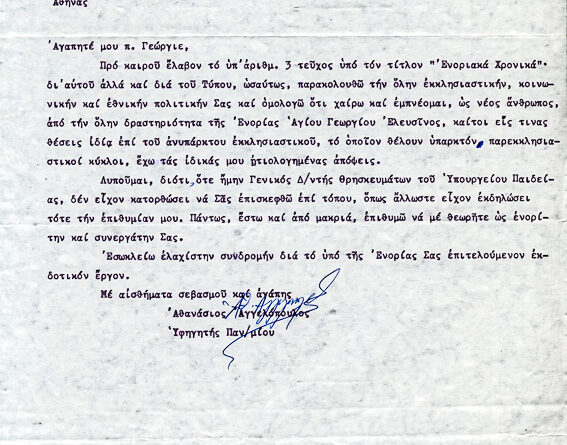 Ἀθήνας
Ἀγαπητέ μου π. Γεώργιε,
Πρό καιροῦ ἔλαβον τό ὑπ'ἀριθμ. 3 τεῦχος ὑπό τόν τίτλον "Ἐνοριακά Χρονικά"·
δι'αὐτοῦ ἀλλά καί διά τοῦ Τύπου, ὡσαύτως, παρακολουθῶ τήν ὅλην ἐκκλησιαστικήν, κοινω-
νικήν καί ἐθνικήν πολιτικήν Σας καί ὁμολογῶ ὅτι χαίρω καί ἐμπνέομαι, ὡς νέος ἄνθρωπος,
ἀπό τήν ὅλην δραστηριότητα τῆς Ἐνορίας Ἁγίου Γεωργίου Ἐλευσῖνος, καίτοι εἰς τινας
θέσεις ἰδίᾳ ἐπί τοῦ ἀνυπάρκτου ἐκκλησιαστικοῦ, τό ὁποῖον θέλουν ὑπαρκτόν, παρεκκλησια-
στικοί κύκλοι, ἔχω τάς ἰδικάς μου ᾐτιολογημένας ἀπόψεις.
Λυποῦμαι, διότι, ὅτε ἤμην Γενικός Δ/ντής Θρησκευμάτων τοῦ Ὑπουργείου Παιδεί-
ας, δέν εἶχον κατορθώσει νά Σᾶς ἐπισκεφθῶ ἐπί τόπου, ὅπως ἄλλωστε εἶχον ἐκδηλώσει
τότε τήν ἐπιθυμίαν μου. Πάντως, ἔστω καί ἀπό μακριά, ἐπιθυμῶ νά μέ θεωρῆτε ὡς ἐνορί-
την καί συνεργάτην Σας.
Ἐσωκλείω ἐλαχίστην συνδρομήν διά τό ὑπό τῆς Ἐνορίας Σας ἐπιτελούμενον ἐκ-
δοτικόν ἔργον.
Μέ αἰσθήματα σεβασμοῦ καί ἀγάπης
Ἀθανάσιος Ἀγγελόπουλος
Ὑφηγητής Παν/μίου